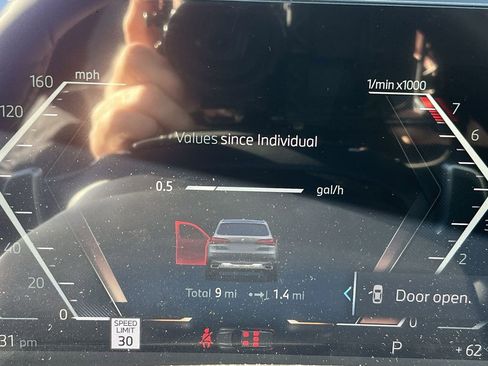 160 mph 1/min x1000
120 7
Values since Individual 6
80
0.5 gal/h
40
Total 9 mi 1.4 mi Door open. 2
20
0 SPEED LIMIT 30 0
31 pm P +62